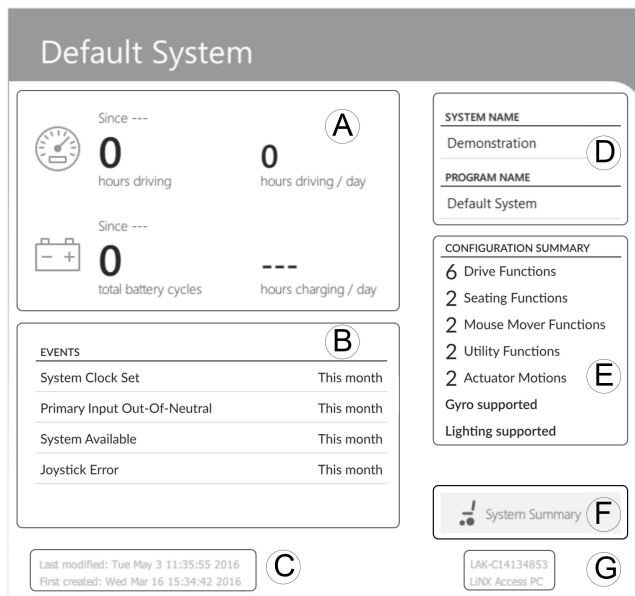 Default System
Since ---
A
0
0
hours driving
hours driving / day
Since ---
- +
0
---
total battery cycles
hours charging / day
B
EVENTS
System Clock Set This month
Primary Input Out-Of-Neutral This month
System Available This month
Joystick Error This month
Last modified: Tue May 3 11:35:55 2016
First created: Wed Mar 16 15:34:42 2016
C
SYSTEM NAME
Demonstration
D
PROGRAM NAME
Default System
CONFIGURATION SUMMARY
6 Drive Functions
2 Seating Functions
2 Mouse Mover Functions
2 Utility Functions
2 Actuator Motions
E
Gyro supported
Lighting supported
System Summary
F
LAK-C14134853
LiNX Access PC
G